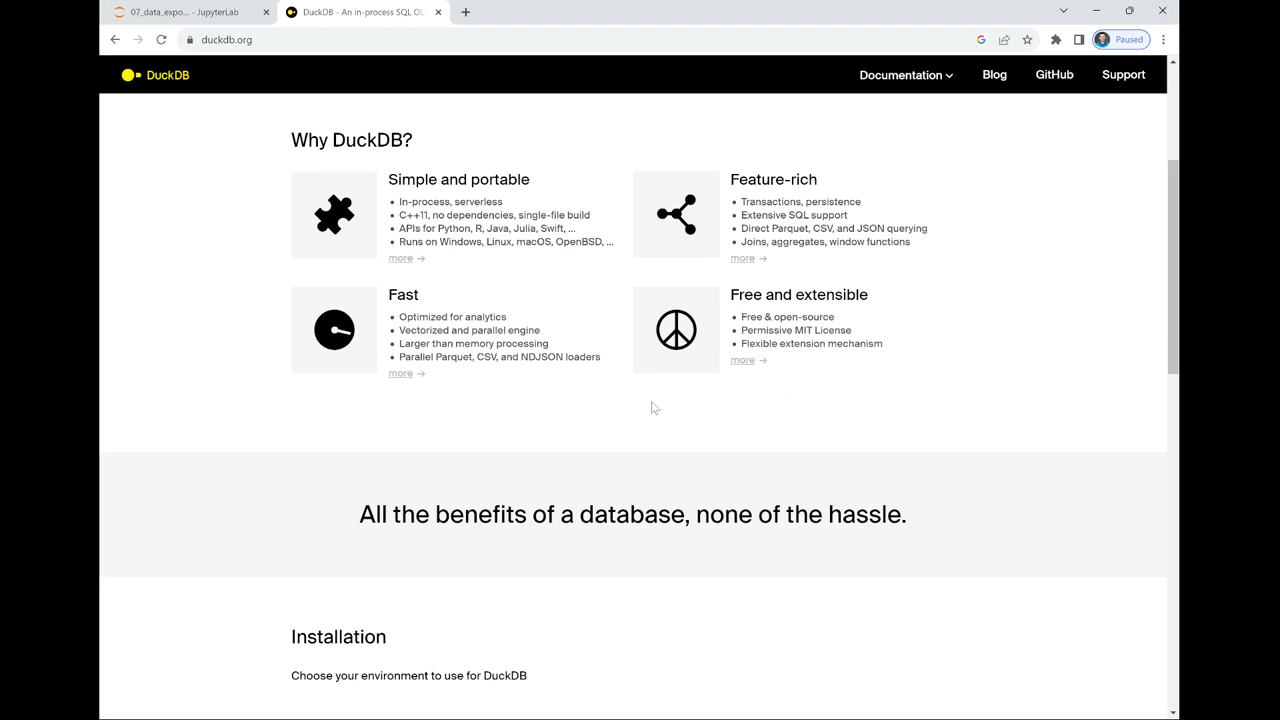 07_data_expo... - JupyterLab
DuckDB - An in-process SQL OL
duckdb.org
Paused
DuckDB
Documentation
Blog
GitHub
Support
Why DuckDB?
Simple and portable
In-process, serverless
C++11, no dependencies, single-file build
APIs for Python, R, Java, Julia, Swift, ...
Runs on Windows, Linux, macOS, OpenBSD, ...
more →
Feature-rich
Transactions, persistence
Extensive SQL support
Direct Parquet, CSV, and JSON querying
Joins, aggregates, window functions
more →
Fast
Optimized for analytics
Vectorized and parallel engine
Larger than memory processing
Parallel Parquet, CSV, and NDJSON loaders
more →
Free and extensible
Free & open-source
Permissive MIT License
Flexible extension mechanism
more →
All the benefits of a database, none of the hassle.
Installation
Choose your environment to use for DuckDB